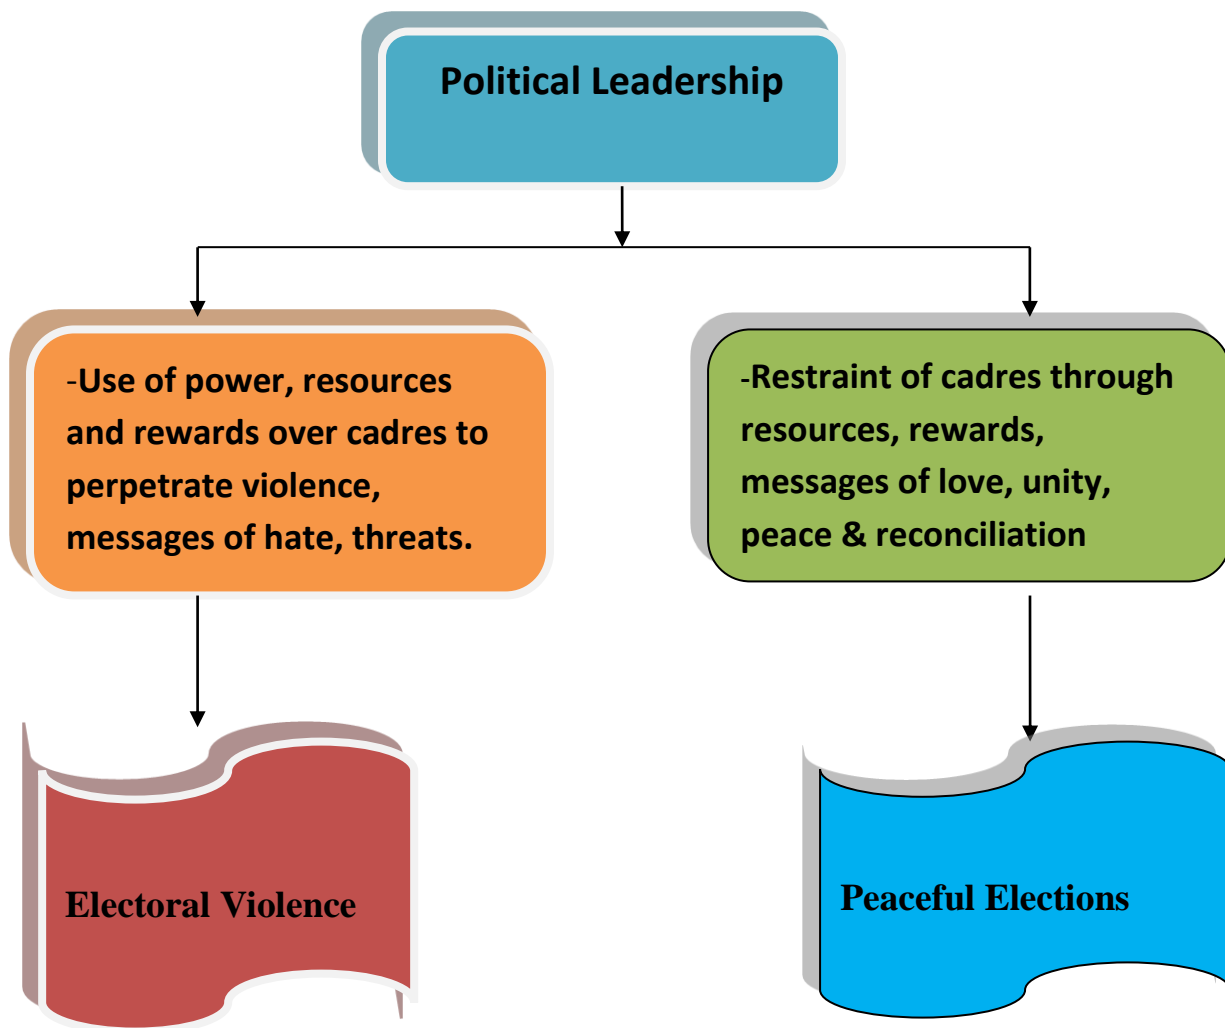 Political Leadership
-Use of power, resources
and rewards over cadres to
perpetrate violence,
messages of hate, threats.
-Restraint of cadres through
resources, rewards,
messages of love, unity,
peace & reconciliation
Electoral Violence
Peaceful Elections